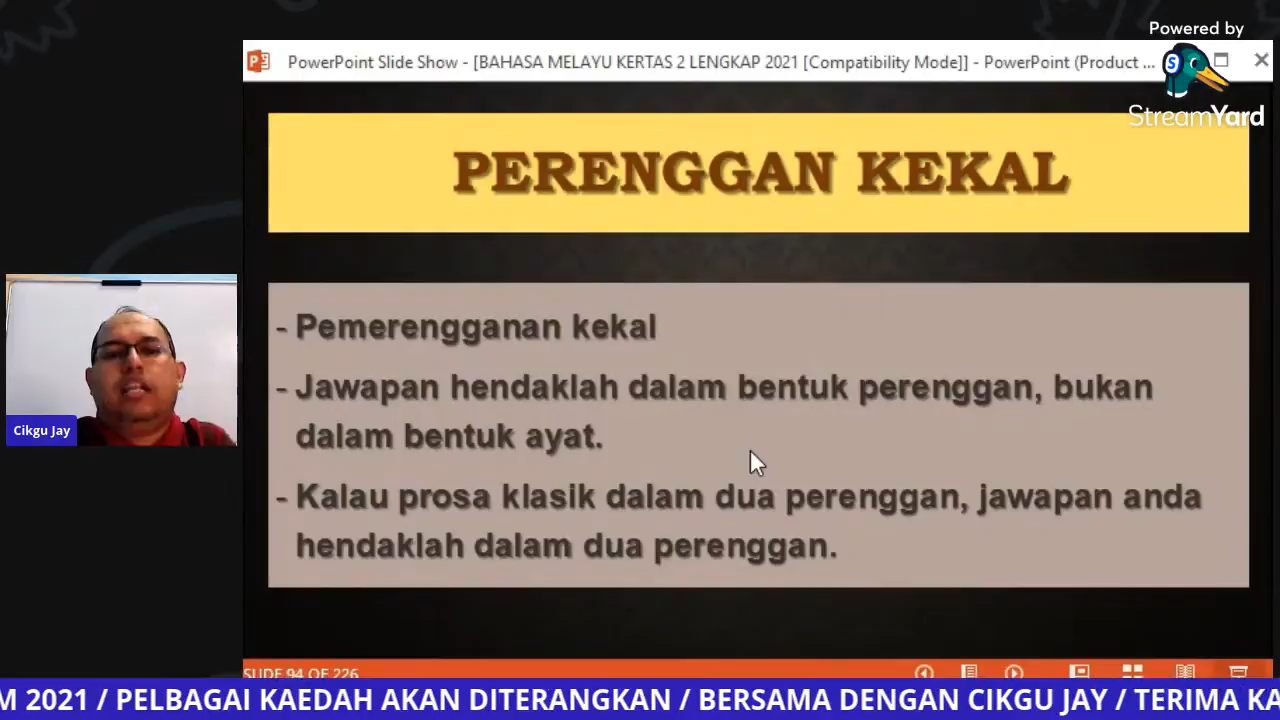 Powered by
StreamYard
PowerPoint Slide Show - [BAHASA MELAYU KERTAS 2 LENGKAP 2021 [Compatibility Mode]] - PowerPoint (Product ...
PERENGGAN KEKAL
- Pemerengganan kekal
- Jawapan hendaklah dalam bentuk perenggan, bukan
dalam bentuk ayat.
- Kalau prosa klasik dalam dua perenggan, jawapan anda
hendaklah dalam dua perenggan.
Cikgu Jay
SLIDE 94 OF 226
M 2021 / PELBAGAI KAEDAH AKAN DITERANGKAN / BERSAMA DENGAN CIKGU JAY / TERIMA KA